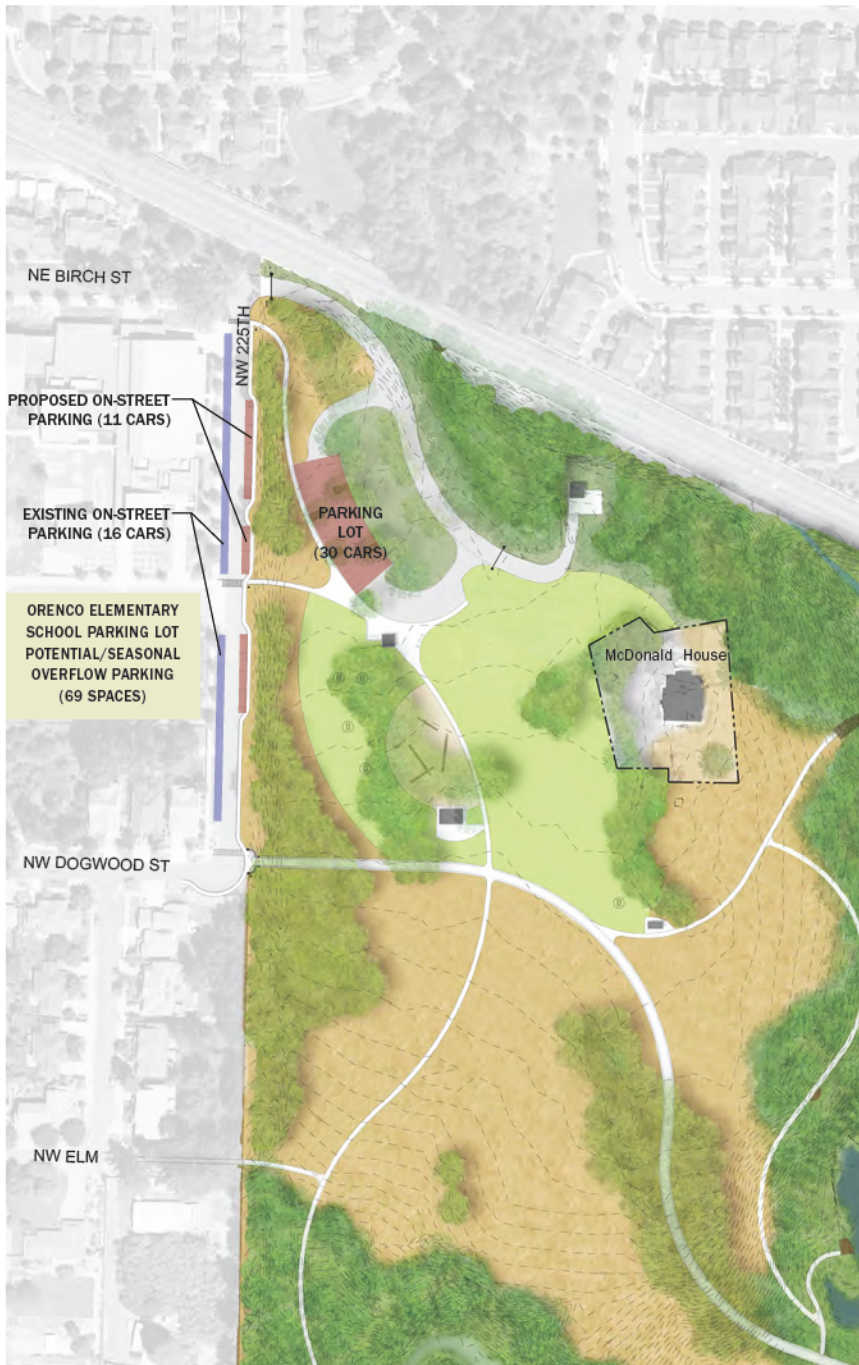 NE BIRCH ST
NW 225TH
PROPOSED ON-STREET
PARKING (11 CARS)
EXISTING ON-STREET
PARKING (16 CARS)
PARKING
LOT
(30 CARS)
ORENCO ELEMENTARY
SCHOOL PARKING LOT
POTENTIAL/SEASONAL
OVERFLOW PARKING
(69 SPACES)
McDonald House
NW DOGWOOD ST
NW ELM